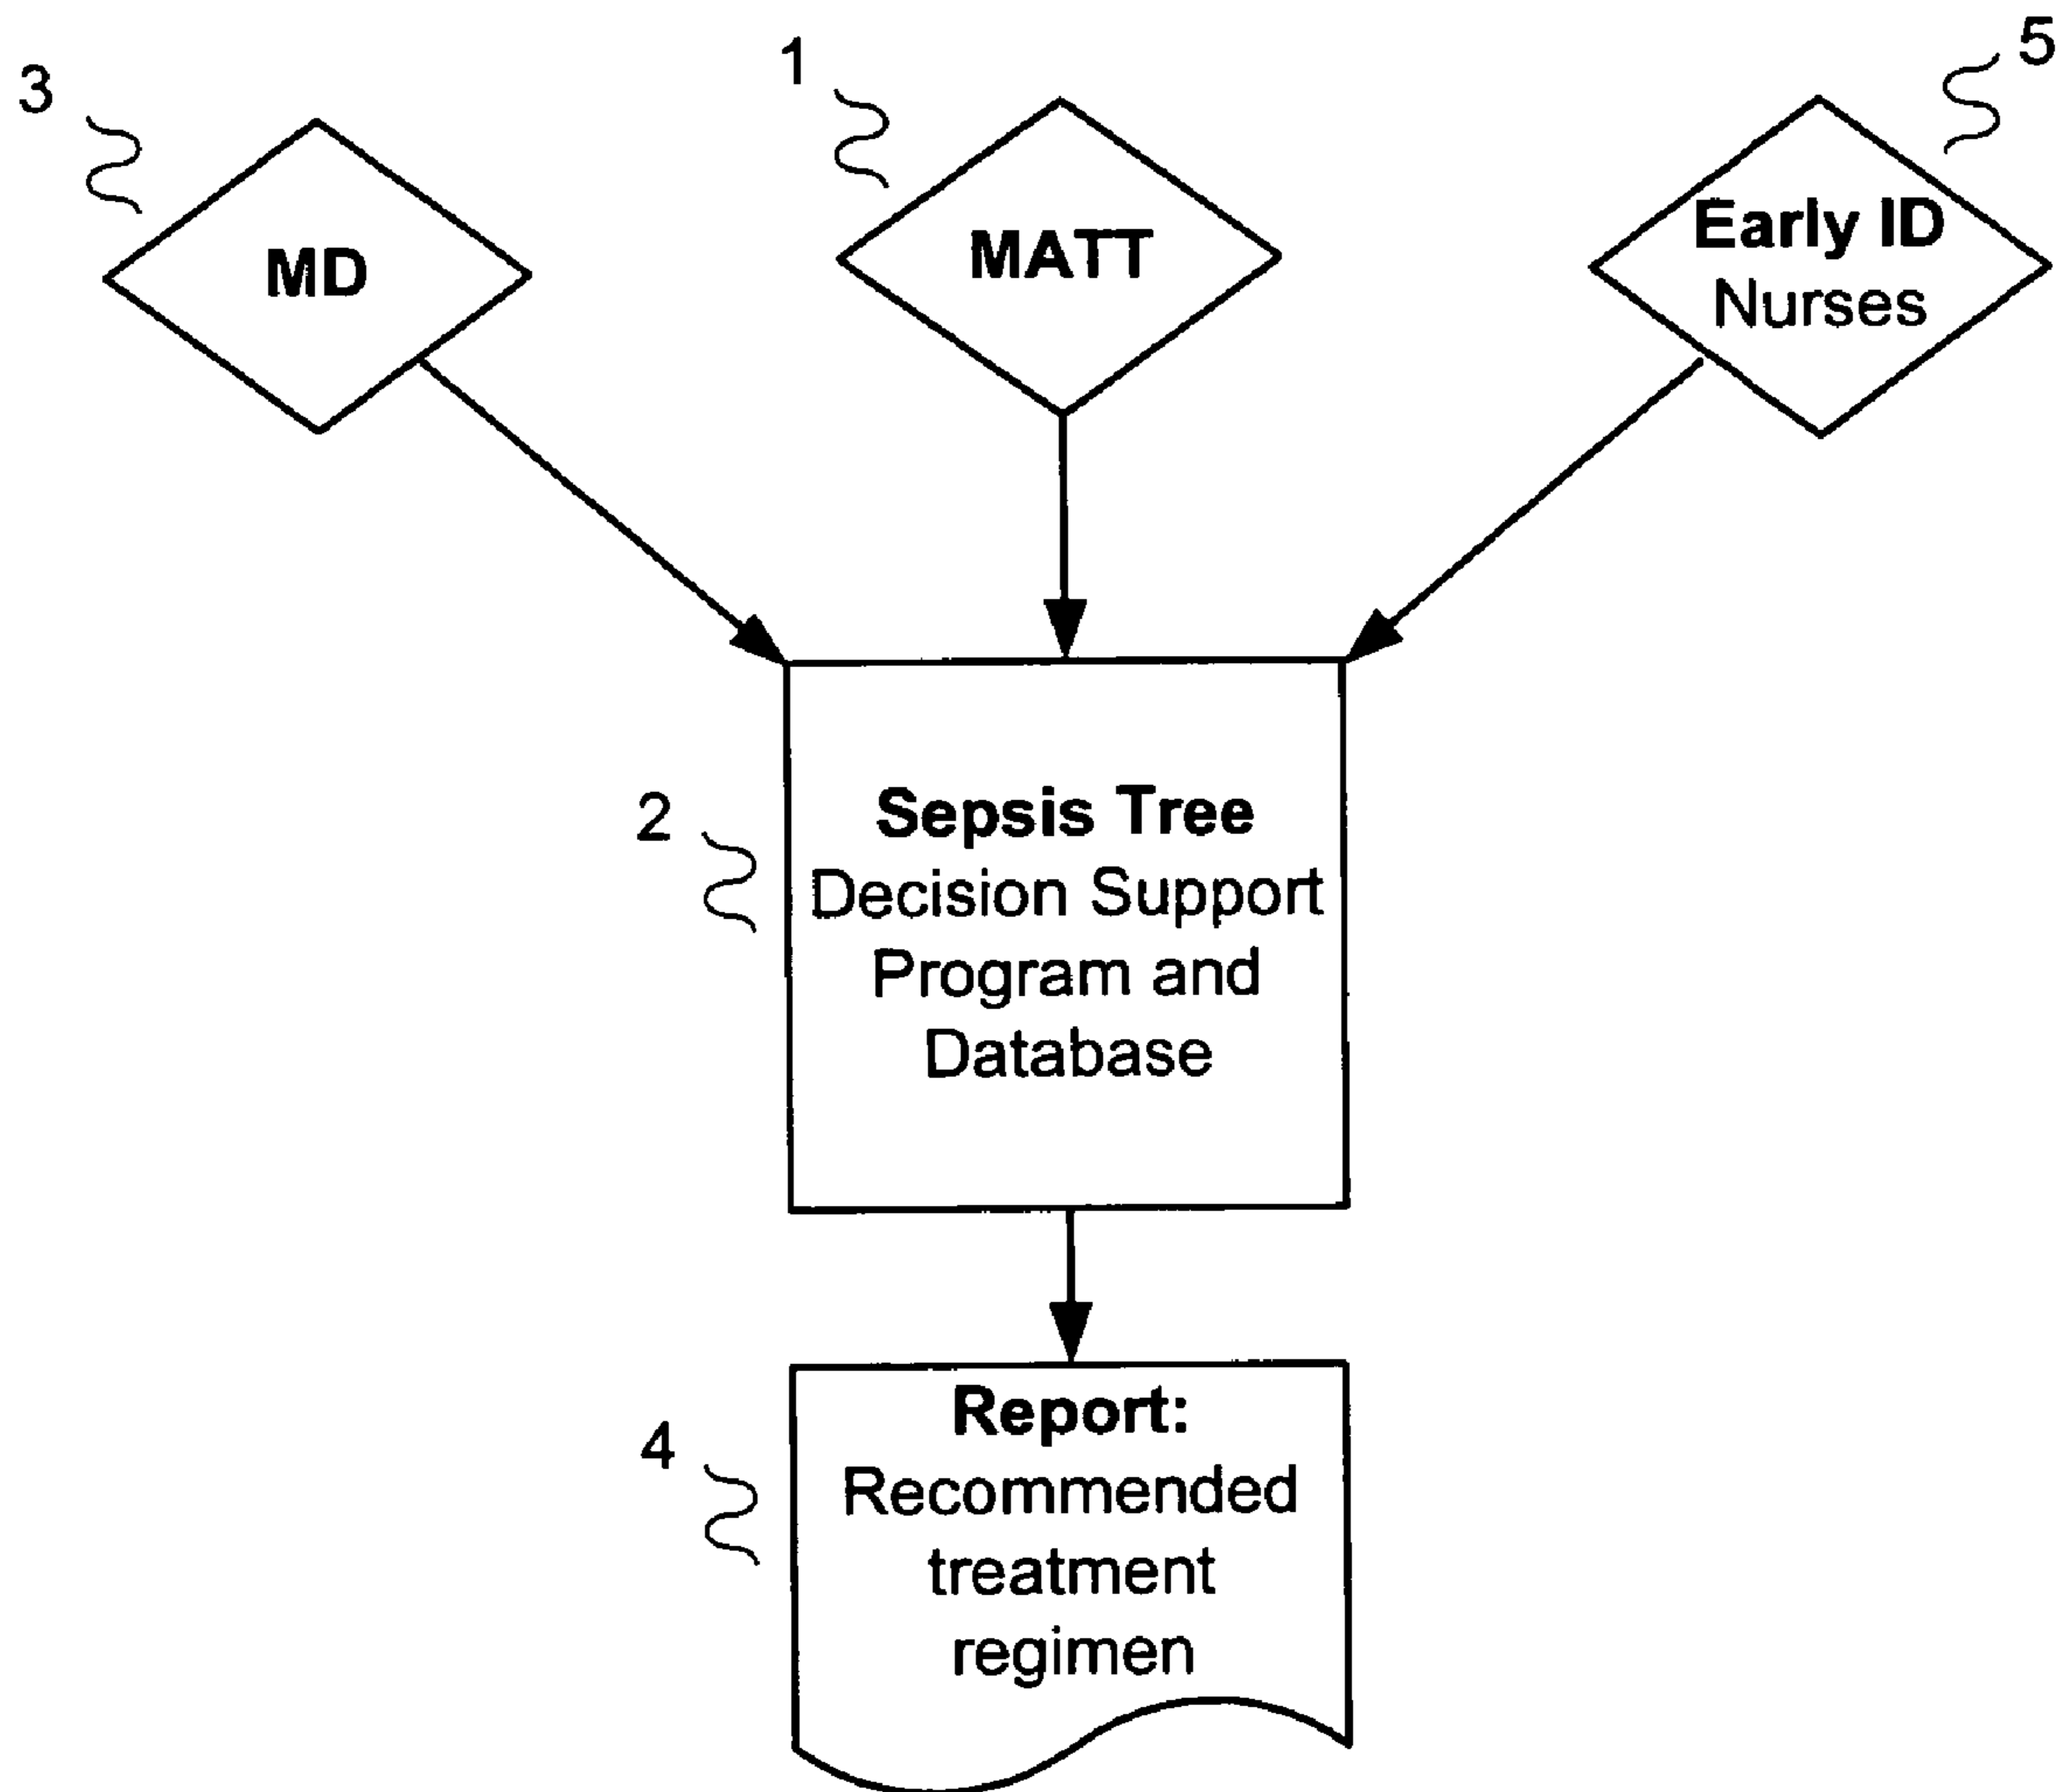 3
1
5
MD
MATT
Early ID
Nurses
2
Sepsis Tree
Decision Support
Program and
Database
4
Report:
Recommended
treatment
regimen